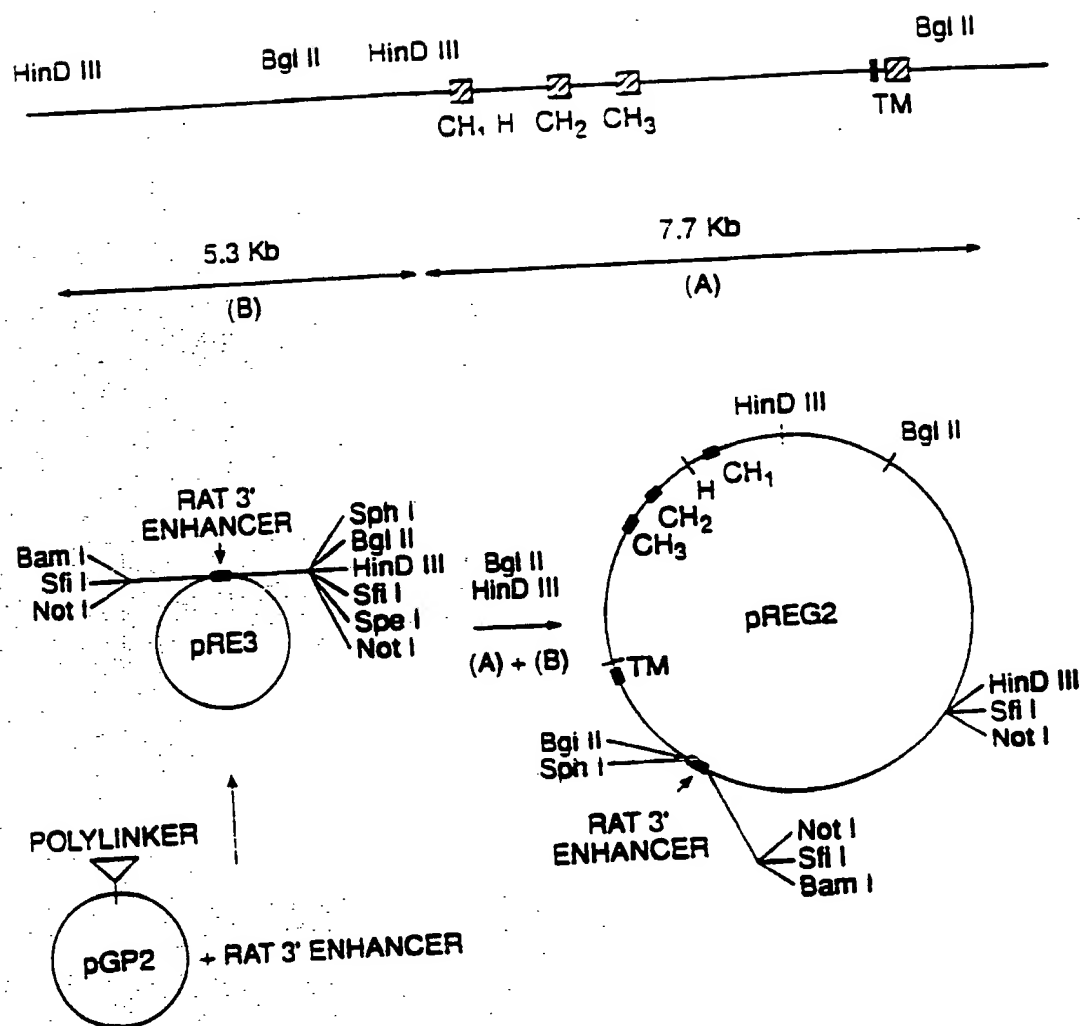 HinD III
Bgl II
HinD III
Bgl II
CH₁ H CH₂ CH₃
TM
5.3 Kb
(B)
7.7 Kb
(A)
RAT 3'
ENHANCER
Bam I
Sfi I
Not I
Sph I
Bgl II
HinD III
Sfi I
Spe I
Not I
pRE3
Bgl II
HinD III
(A) + (B)
HinD III
Bgl II
CH₁
H
CH₂
CH₃
pREG2
TM
HinD III
Sfi I
Not I
Bgl II
Sph I
RAT 3'
ENHANCER
Not I
Sfi I
Bam I
POLYLINKER
pGP2
+ RAT 3' ENHANCER